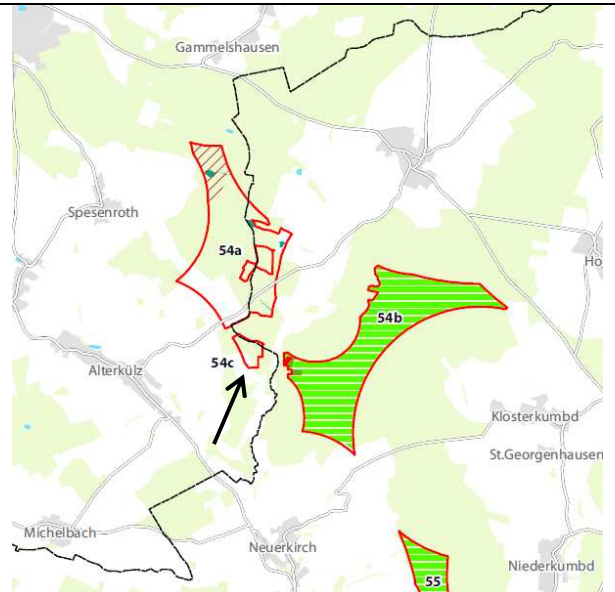 Gammelshausen
Spesenroth
54a
Ho
54b
54c
Alterkülz
Klosterkumbd
St.Georgenhausen
Michelbach
Neuerkirch
Niederkumbd
55